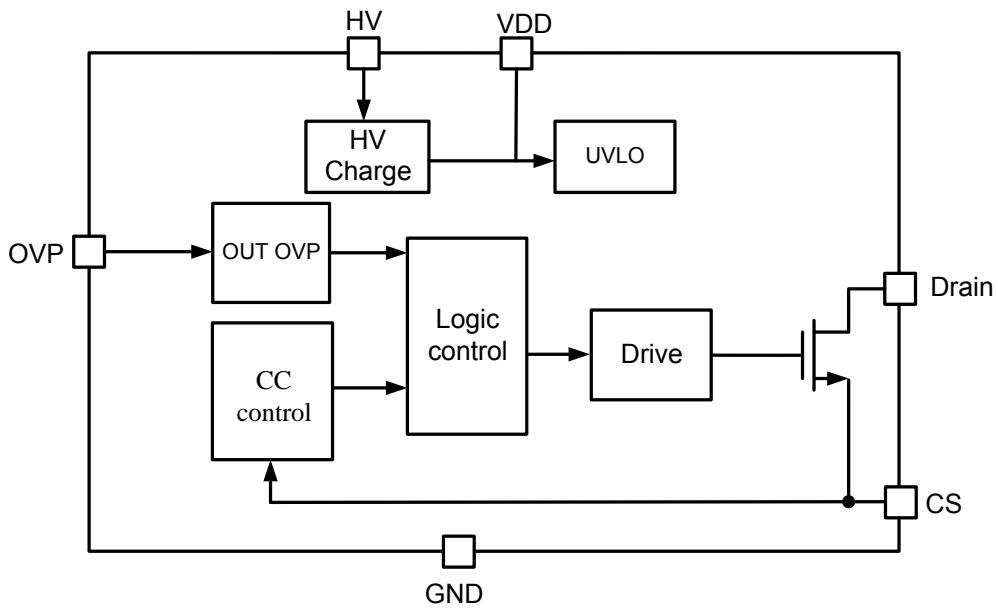 HV
VDD
HV
Charge
UVLO
OVP
OUT OVP
Logic
control
Drain
Drive
CC
control
CS
GND